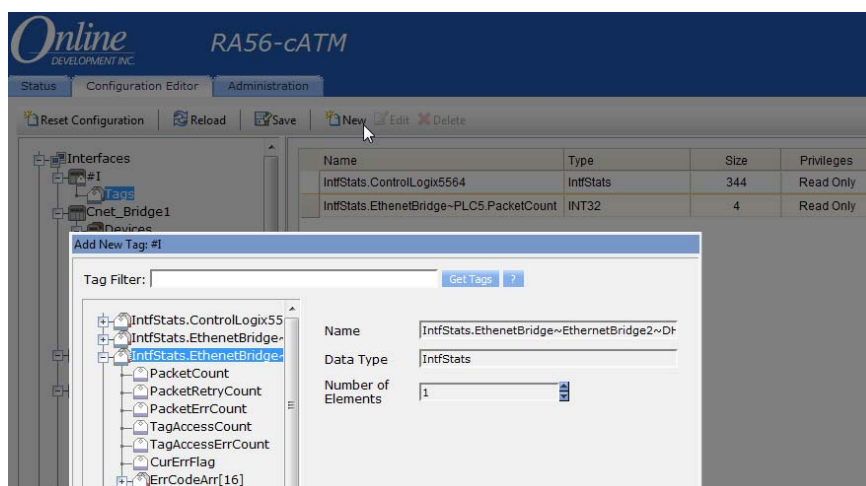 Online
DEVELOPMENT INC.
RA56-cATM
Status Configuration Editor Administration
Reset Configuration Reload Save New Edit Delete
Interfaces
#I
Tags
Cnet_Bridge1
Devices
Name Type Size Privileges
IntfStats.ControlLogix5564 IntfStats 344 Read Only
IntfStats.EthenetBridge~PLC5.PacketCount INT32 4 Read Only
Add New Tag: #I
Tag Filter: Get Tags ?
IntfStats.ControlLogix55
IntfStats.EthenetBridge~
IntfStats.EthenetBridge~
PacketCount
PacketRetryCount
PacketErrCount
TagAccessCount
TagAccessErrCount
CurErrFlag
ErrCodeArr[16]
Name IntfStats.EthenetBridge~EthernetBridge2~DH
Data Type IntfStats
Number of
Elements 1